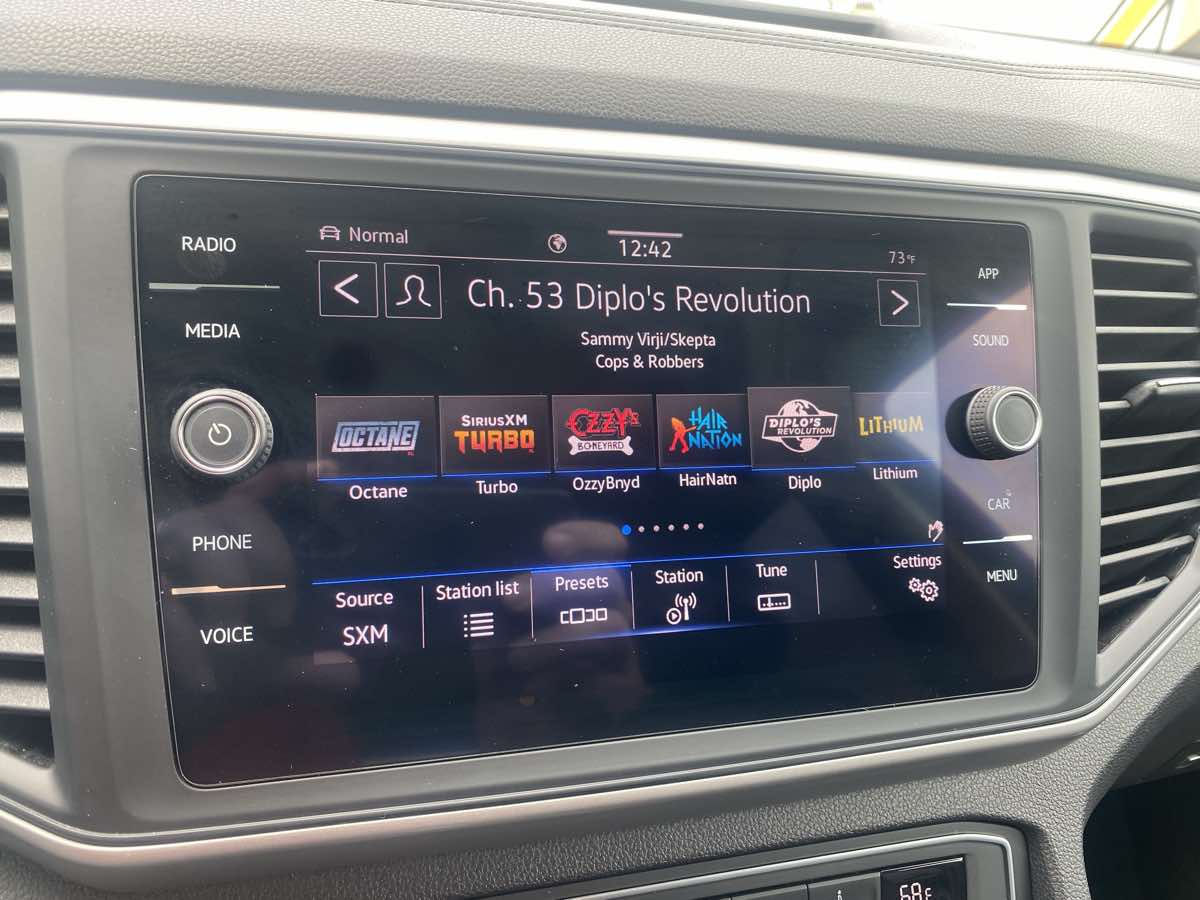 RADIO
MEDIA
PHONE
VOICE
Normal
12:42
73°F
Ch. 53 Diplo's Revolution
Sammy Virji/Skepta
Cops & Robbers
OCTANE
SiriusXM
TURBO
OZZY's
BONEYARD
HAIR
NATION
DIPLO'S
REVOLUTION
LITHIUM
Octane
Turbo
OzzyBnyd
HairNatn
Diplo
Lithium
Source
SXM
Station list
Presets
Station
Tune
Settings
APP
SOUND
CAR
MENU
68°F